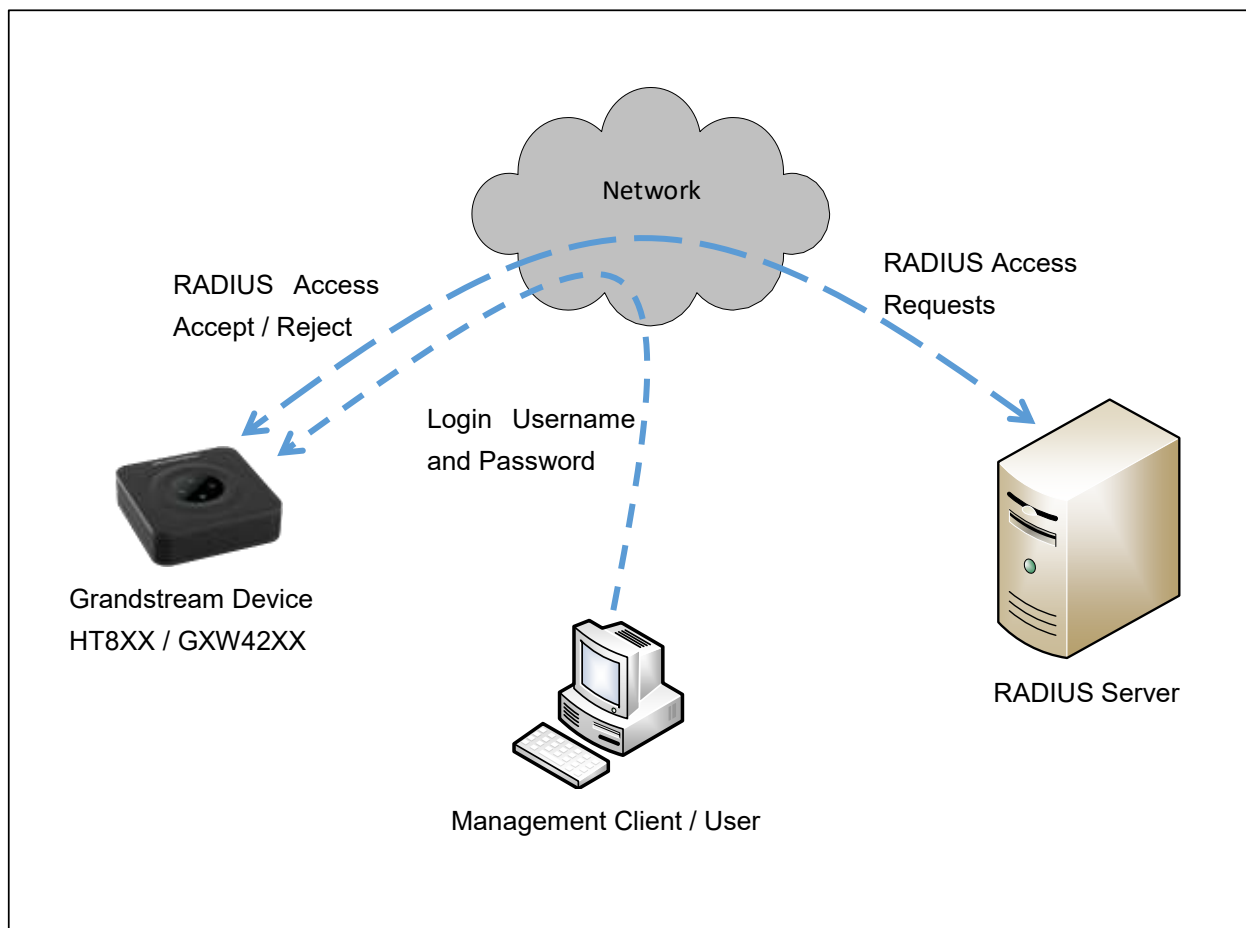 Network
RADIUS Access
Accept / Reject
RADIUS Access
Requests
Login Username
and Password
Grandstream Device
HT8XX / GXW42XX
RADIUS Server
Management Client / User